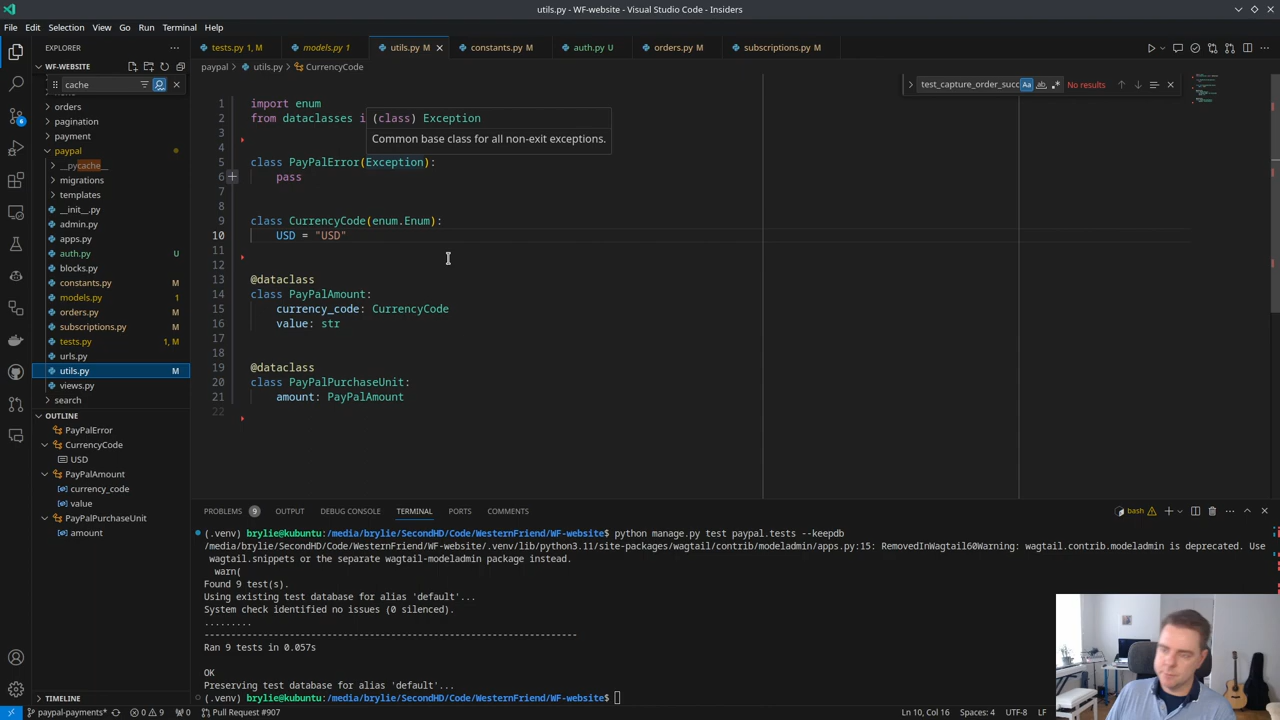 utils.py - WF-website - Visual Studio Code - Insiders
File Edit Selection View Go Run Terminal Help
EXPLORER
WF-WEBSITE
cache
orders
pagination
payment
paypal
__pycache__
migrations
templates
__init__.py
admin.py
apps.py
auth.py U
blocks.py
constants.py M
models.py 1
orders.py M
subscriptions.py M
tests.py 1, M
urls.py
utils.py M
views.py
search
OUTLINE
PayPalError
CurrencyCode
USD
PayPalAmount
currency_code
value
PayPalPurchaseUnit
amount
TIMELINE
tests.py 1, M models.py 1 utils.py M constants.py M auth.py U orders.py M subscriptions.py M
paypal > utils.py > CurrencyCode
test_capture_order_succ Aa ab .* No results
1 import enum
2 from dataclasses i
(class) Exception
Common base class for all non-exit exceptions.
3
4
5 class PayPalError(Exception):
6 pass
7
8
9 class CurrencyCode(enum.Enum):
10 USD = "USD"
11
12
13 @dataclass
14 class PayPalAmount:
15 currency_code: CurrencyCode
16 value: str
17
18
19 @dataclass
20 class PayPalPurchaseUnit:
21 amount: PayPalAmount
22
PROBLEMS 9 OUTPUT DEBUG CONSOLE TERMINAL PORTS COMMENTS
bash
(.venv) brylie@kubuntu:/media/brylie/SecondHD/Code/WesternFriend/WF-website$ python manage.py test paypal.tests --keepdb
/media/brylie/SecondHD/Code/WesternFriend/WF-website/.venv/lib/python3.11/site-packages/wagtail/contrib/modeladmin/apps.py:15: RemovedInWagtail60Warning: wagtail.contrib.modeladmin is deprecated. Use
wagtail.snippets or the separate wagtail-modeladmin package instead.
warn(
Found 9 test(s).
Using existing test database for alias 'default'...
System check identified no issues (0 silenced).
.........
----------------------------------------------------------------------
Ran 9 tests in 0.057s
OK
Preserving test database for alias 'default'...
(.venv) brylie@kubuntu:/media/brylie/SecondHD/Code/WesternFriend/WF-website$
paypal-payments* 0 9 0 Pull Request #907
Ln 10, Col 16 Spaces: 4 UTF-8 LF